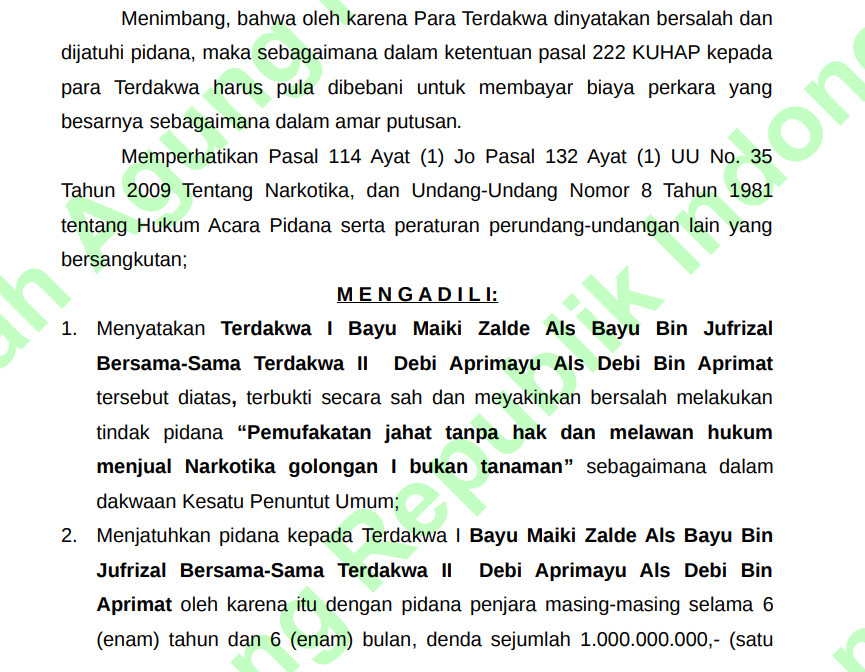 Menimbang, bahwa oleh karena Para Terdakwa dinyatakan bersalah dan
dijatuhi pidana, maka sebagaimana dalam ketentuan pasal 222 KUHAP kepada
para Terdakwa harus pula dibebani untuk membayar biaya perkara yang
besarnya sebagaimana dalam amar putusan.
Memperhatikan Pasal 114 Ayat (1) Jo Pasal 132 Ayat (1) UU No. 35
Tahun 2009 Tentang Narkotika, dan Undang-Undang Nomor 8 Tahun 1981
tentang Hukum Acara Pidana serta peraturan perundang-undangan lain yang
bersangkutan;
M E N G A D I L I:
1. Menyatakan Terdakwa I Bayu Maiki Zalde Als Bayu Bin Jufrizal
Bersama-Sama Terdakwa II Debi Aprimayu Als Debi Bin Aprimat
tersebut diatas, terbukti secara sah dan meyakinkan bersalah melakukan
tindak pidana “Pemufakatan jahat tanpa hak dan melawan hukum
menjual Narkotika golongan I bukan tanaman” sebagaimana dalam
dakwaan Kesatu Penuntut Umum;
2. Menjatuhkan pidana kepada Terdakwa I Bayu Maiki Zalde Als Bayu Bin
Jufrizal Bersama-Sama Terdakwa II Debi Aprimayu Als Debi Bin
Aprimat oleh karena itu dengan pidana penjara masing-masing selama 6
(enam) tahun dan 6 (enam) bulan, denda sejumlah 1.000.000.000,- (satu
ah Agung
ng Republik Indon